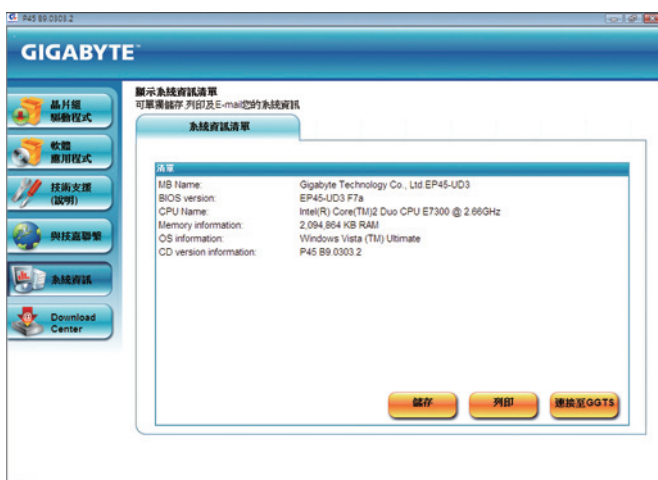 P45 B9.0303.2
GIGABYTE™
晶片組
驅動程式
軟體
應用程式
技術支援
(說明)
與技嘉聯繫
系統資訊
Download
Center
顯示系統資訊清單
可單獨儲存,列印及E-mail您的系統資訊
系統資訊清單
清單
MB Name: Gigabyte Technology Co., Ltd.EP45-UD3
BIOS version: EP45-UD3 F7a
CPU Name: Intel(R) Core(TM)2 Duo CPU E7300 @ 2.66GHz
Memory information: 2,094,864 KB RAM
OS information: Windows Vista (TM) Ultimate
CD version information: P45 B9.0303.2
儲存
列印
連接至GGTS